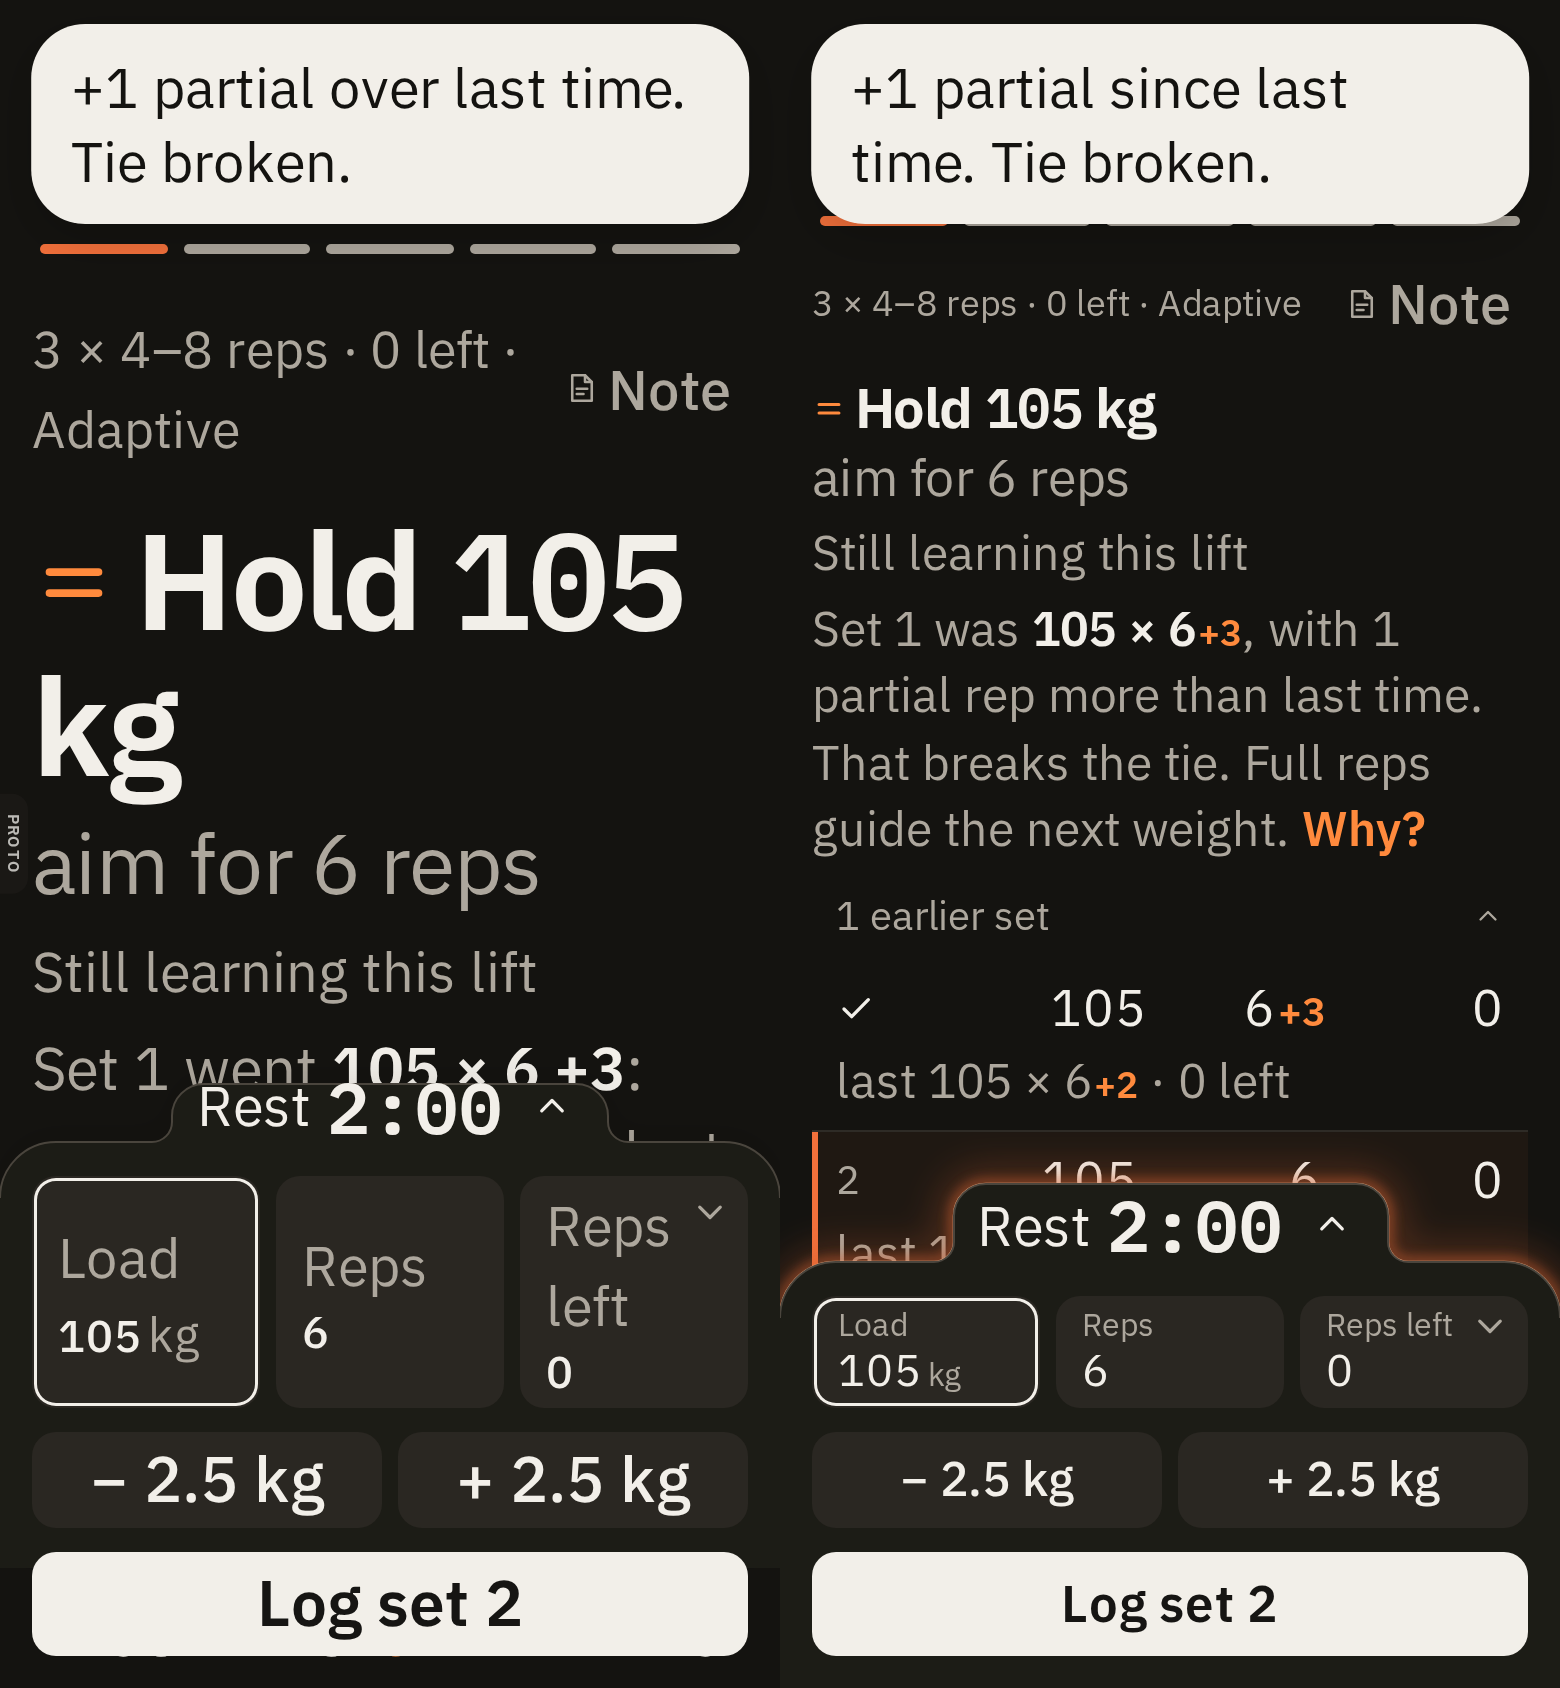 +1 partial over last time.
Tie broken.
3 × 4–8 reps · 0 left ·
Adaptive
Note
= Hold 105
kg
PROTO
aim for 6 reps
Still learning this lift
Set 1 went 105 × 6 +3:
Rest 2:00
Load
105 kg
Reps
6
Reps
left
0
− 2.5 kg
+ 2.5 kg
Log set 2
+1 partial since last
time. Tie broken.
3 × 4–8 reps · 0 left · Adaptive
Note
= Hold 105 kg
aim for 6 reps
Still learning this lift
Set 1 was 105 × 6+3, with 1
partial rep more than last time.
That breaks the tie. Full reps
guide the next weight. Why?
1 earlier set
105 6+3 0
last 105 × 6+2 · 0 left
2 105 6 0
last 1
Rest 2:00
Load
105 kg
Reps
6
Reps left
0
− 2.5 kg
+ 2.5 kg
Log set 2